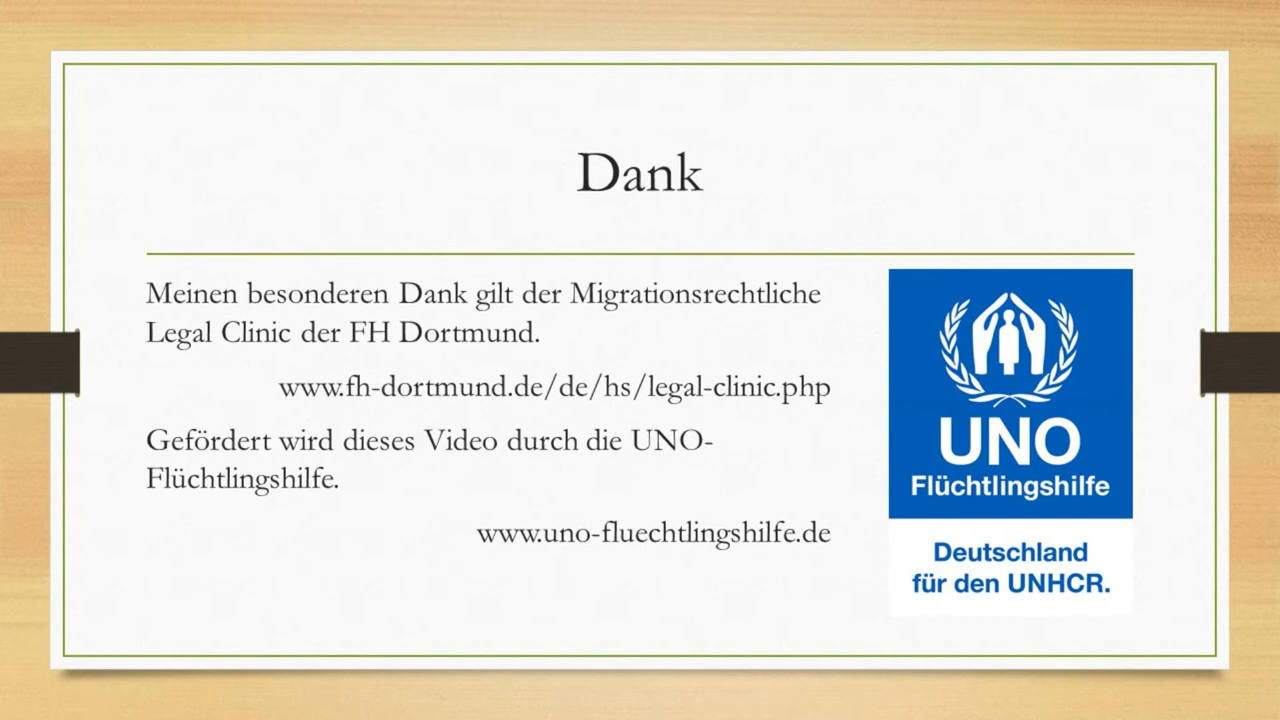 Dank
Meinen besonderen Dank gilt der Migrationsrechtliche
Legal Clinic der FH Dortmund.
www.fh-dortmund.de/de/hs/legal-clinic.php
Gefördert wird dieses Video durch die UNO-
Flüchtlingshilfe.
www.uno-fluechtlingshilfe.de
UNO
Flüchtlingshilfe
Deutschland
für den UNHCR.